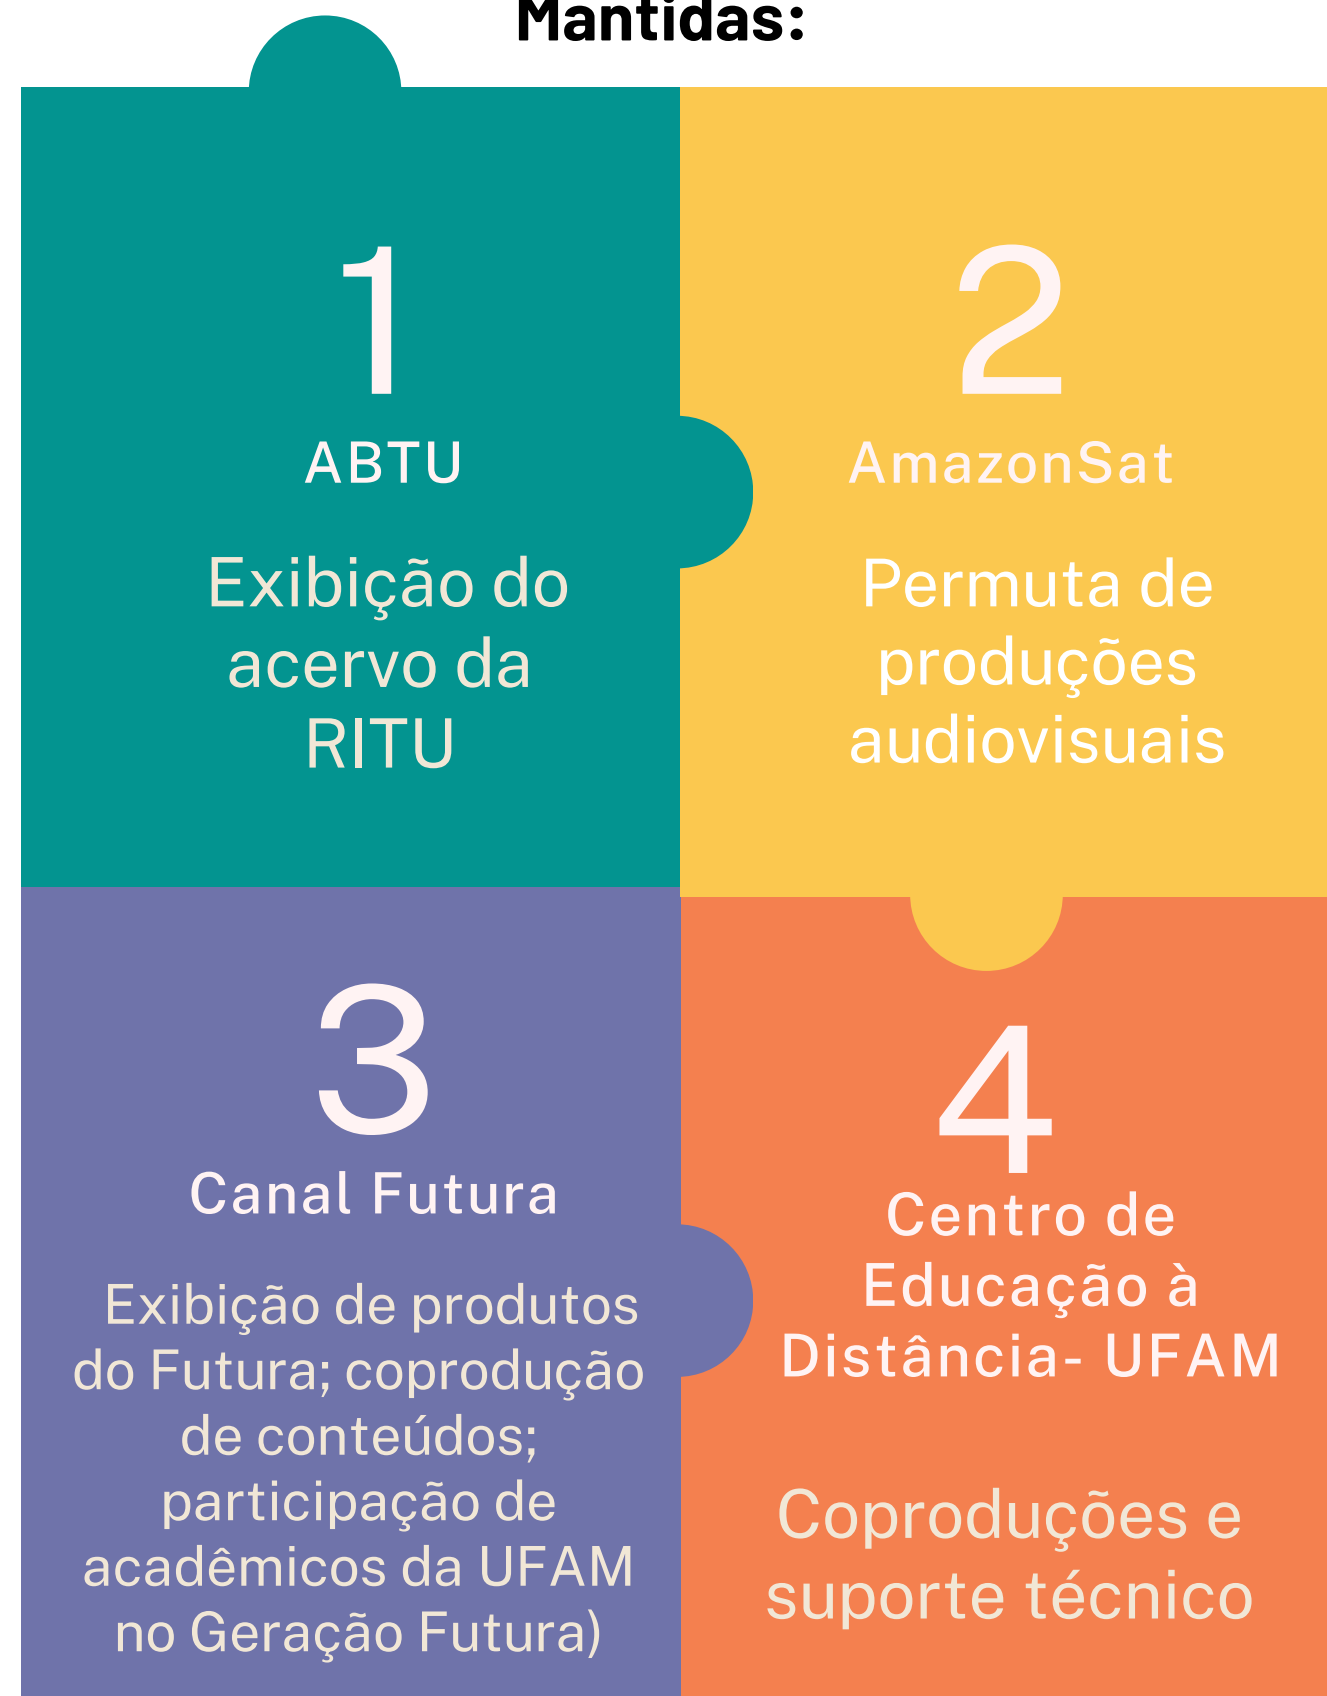 Mantidas:
1
ABTU
Exibição do
acervo da
RITU
2
AmazonSat
Permuta de
produções
audiovisuais
3
Canal Futura
Exibição de produtos
do Futura; coprodução
de conteúdos;
participação de
acadêmicos da UFAM
no Geração Futura)
4
Centro de
Educação à
Distância- UFAM
Coproduções e
suporte técnico